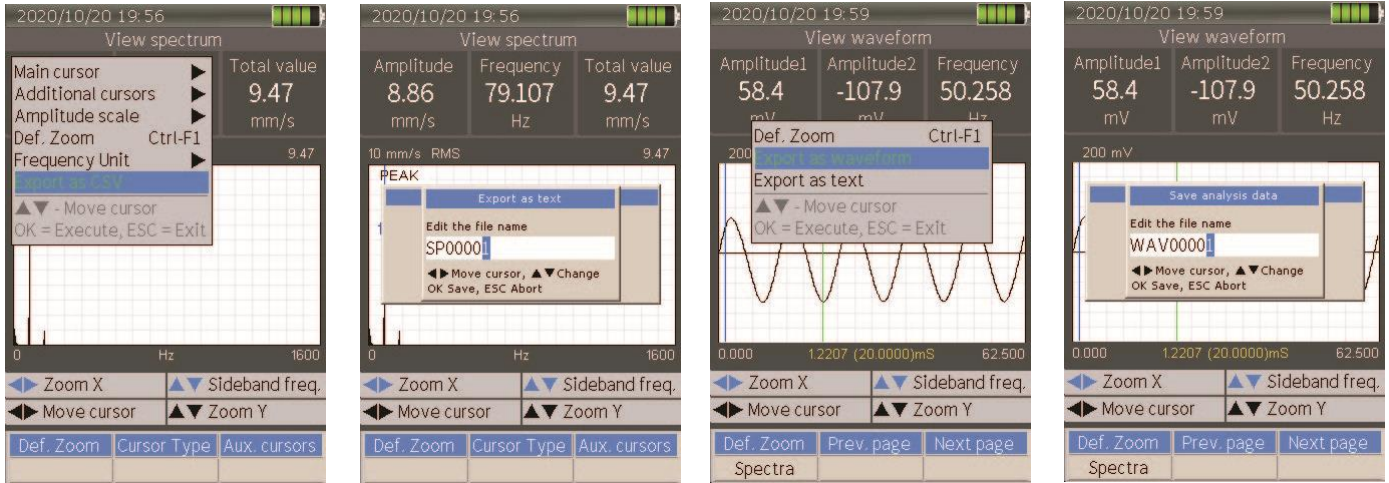 2020/10/20 19:56
View spectrum
Main cursor
Additional cursors
Amplitude scale
Def. Zoom Ctrl-F1
Frequency Unit
Export as CSV
▲▼ - Move cursor
OK = Execute, ESC = Exit
Total value
9.47
mm/s
9.47
0 Hz 1600
◀▶ Zoom X ▲▼ Sideband freq.
◀▶ Move cursor ▲▼ Zoom Y
Def. Zoom Cursor Type Aux. cursors
2020/10/20 19:56
View spectrum
Amplitude Frequency Total value
8.86 79.107 9.47
mm/s Hz mm/s
10 mm/s RMS 9.47
PEAK
1
Export as text
Edit the file name
SP00001
◀▶ Move cursor, ▲▼ Change
OK Save, ESC Abort
0 Hz 1600
◀▶ Zoom X ▲▼ Sideband freq.
◀▶ Move cursor ▲▼ Zoom Y
Def. Zoom Cursor Type Aux. cursors
2020/10/20 19:59
View waveform
Amplitude1 Amplitude2 Frequency
58.4 -107.9 50.258
mV mV Hz
200
Def. Zoom Ctrl-F1
Export as waveform
Export as text
▲▼ - Move cursor
OK = Execute, ESC = Exit
0.000 1.2207 (20.0000)mS 62.500
◀▶ Zoom X ▲▼ Sideband freq.
◀▶ Move cursor ▲▼ Zoom Y
Def. Zoom Prev. page Next page
Spectra
2020/10/20 19:59
View waveform
Amplitude1 Amplitude2 Frequency
58.4 -107.9 50.258
mV mV Hz
200 mV
Save analysis data
Edit the file name
WAV00001
◀▶ Move cursor, ▲▼ Change
OK Save, ESC Abort
0.000 1.2207 (20.0000)mS 62.500
◀▶ Zoom X ▲▼ Sideband freq.
◀▶ Move cursor ▲▼ Zoom Y
Def. Zoom Prev. page Next page
Spectra